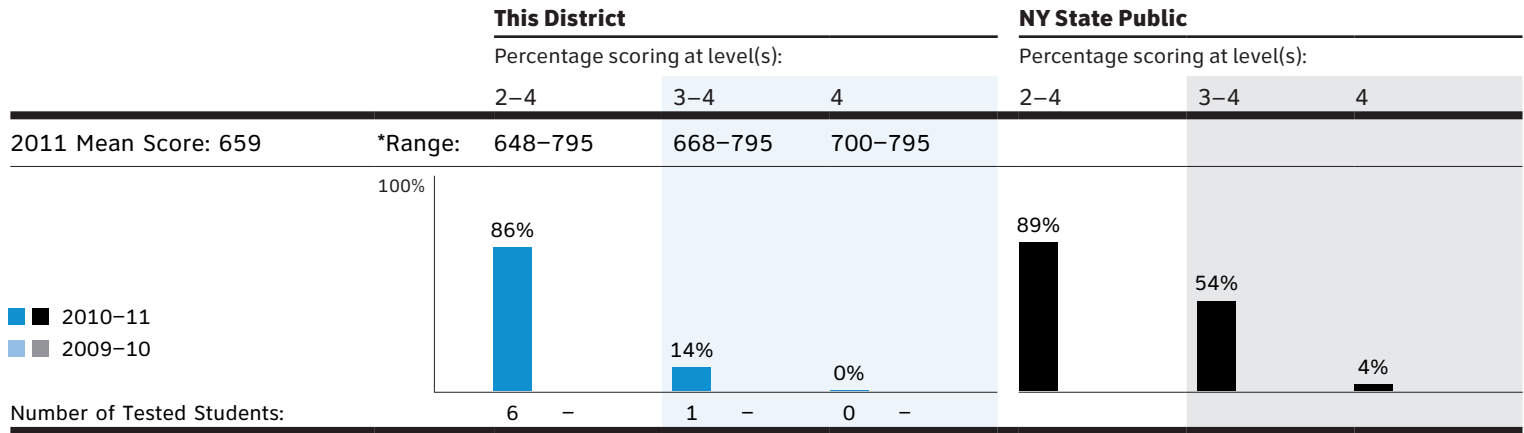 This District NY State Public
Percentage scoring at level(s): Percentage scoring at level(s):
2–4 3–4 4 2–4 3–4 4
2011 Mean Score: 659 *Range: 648–795 668–795 700–795
100%
86% 14% 0% 89% 54% 4%
2010–11
2009–10
Number of Tested Students: 6 – 1 – 0 –